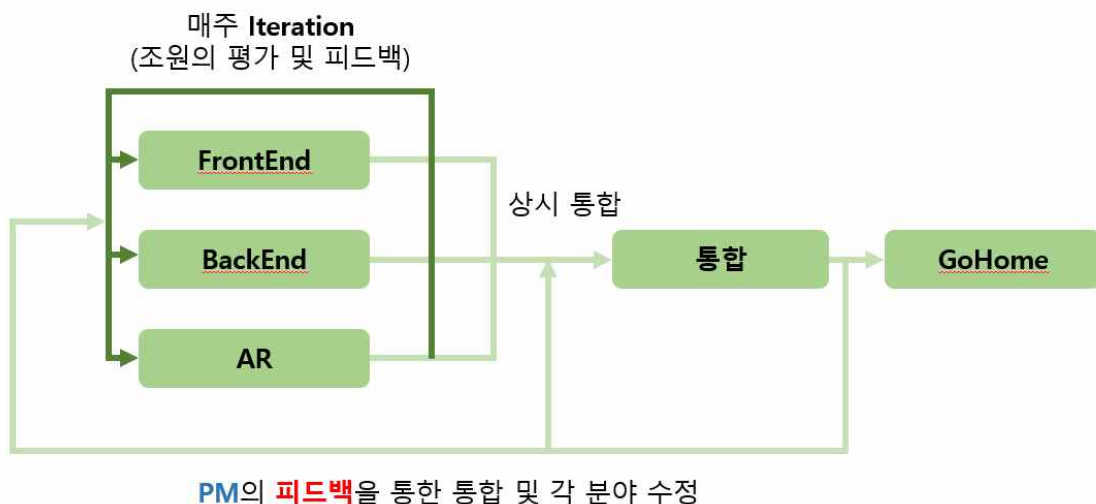 매주 Iteration
(조원의 평가 및 피드백)
FrontEnd
상시 통합
BackEnd
통합
GoHome
AR
PM의 피드백을 통한 통합 및 각 분야 수정